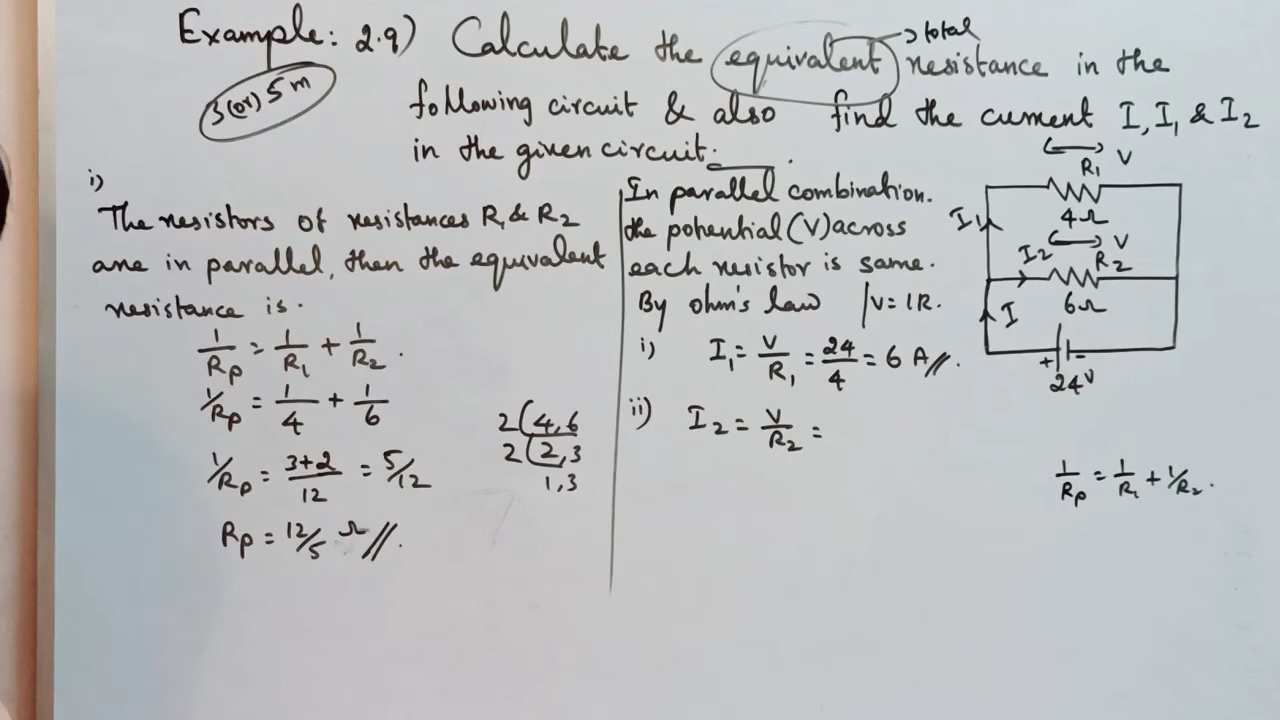 Example: 2.9) Calculate the equivalent → total resistance in the
3 (or) 5 m
following circuit & also find the current I, I₁ & I₂
in the given circuit.
i)
The resistors of resistances R₁ & R₂
are in parallel, then the equivalent
resistance is.
1/Rp = 1/R₁ + 1/R₂.
1/Rp = 1/4 + 1/6
1/Rp = 3+2/12 = 5/12
Rp = 12/5 Ω //.
2 | 4, 6
2 | 2, 3
1, 3
In parallel combination.
the potential (V) across
each resistor is same.
By ohm's law | V = IR.
i) I₁ = V/R₁ = 24/4 = 6 A //.
ii) I₂ = V/R₂ =
R₁ V
I₁
4Ω
I₂ V
R₂
6Ω
I
+ -
24V
1/Rp = 1/R₁ + 1/R₂.